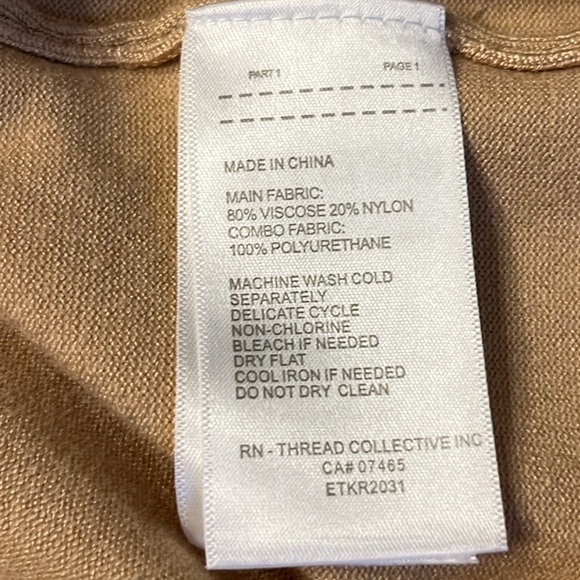 PART 1 PAGE 1
MADE IN CHINA
MAIN FABRIC:
80% VISCOSE 20% NYLON
COMBO FABRIC:
100% POLYURETHANE
MACHINE WASH COLD
SEPARATELY
DELICATE CYCLE
NON-CHLORINE
BLEACH IF NEEDED
DRY FLAT
COOL IRON IF NEEDED
DO NOT DRY CLEAN
RN - THREAD COLLECTIVE INC
CA# 07465
ETKR2031